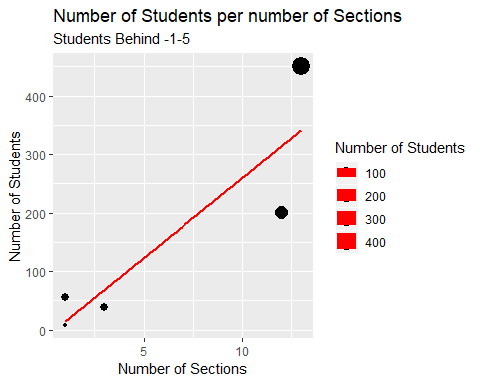 Number of Students per number of Sections
Students Behind -1-5
Number of Students
400
300
200
100
0
5
10
Number of Sections
Number of Students
100
200
300
400